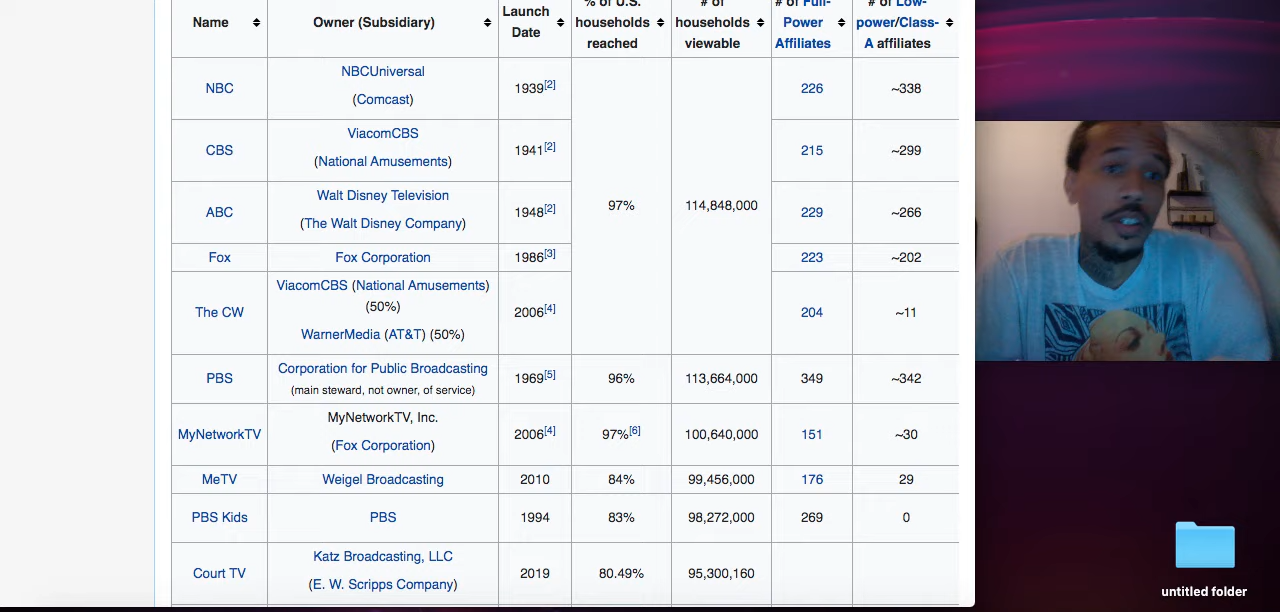 % of U.S. households reached
# of households viewable
# of Full-Power Affiliates
# of Low-power/Class-A affiliates
Name
Owner (Subsidiary)
Launch Date
NBC
NBCUniversal
(Comcast)
1939[2]
226
~338
CBS
ViacomCBS
(National Amusements)
1941[2]
215
~299
ABC
Walt Disney Television
(The Walt Disney Company)
1948[2]
97%
114,848,000
229
~266
Fox
Fox Corporation
1986[3]
223
~202
The CW
ViacomCBS (National Amusements)
(50%)
WarnerMedia (AT&T) (50%)
2006[4]
204
~11
PBS
Corporation for Public Broadcasting
(main steward, not owner, of service)
1969[5]
96%
113,664,000
349
~342
MyNetworkTV
MyNetworkTV, Inc.
(Fox Corporation)
2006[4]
97%[6]
100,640,000
151
~30
MeTV
Weigel Broadcasting
2010
84%
99,456,000
176
29
PBS Kids
PBS
1994
83%
98,272,000
269
0
Court TV
Katz Broadcasting, LLC
(E. W. Scripps Company)
2019
80.49%
95,300,160
untitled folder